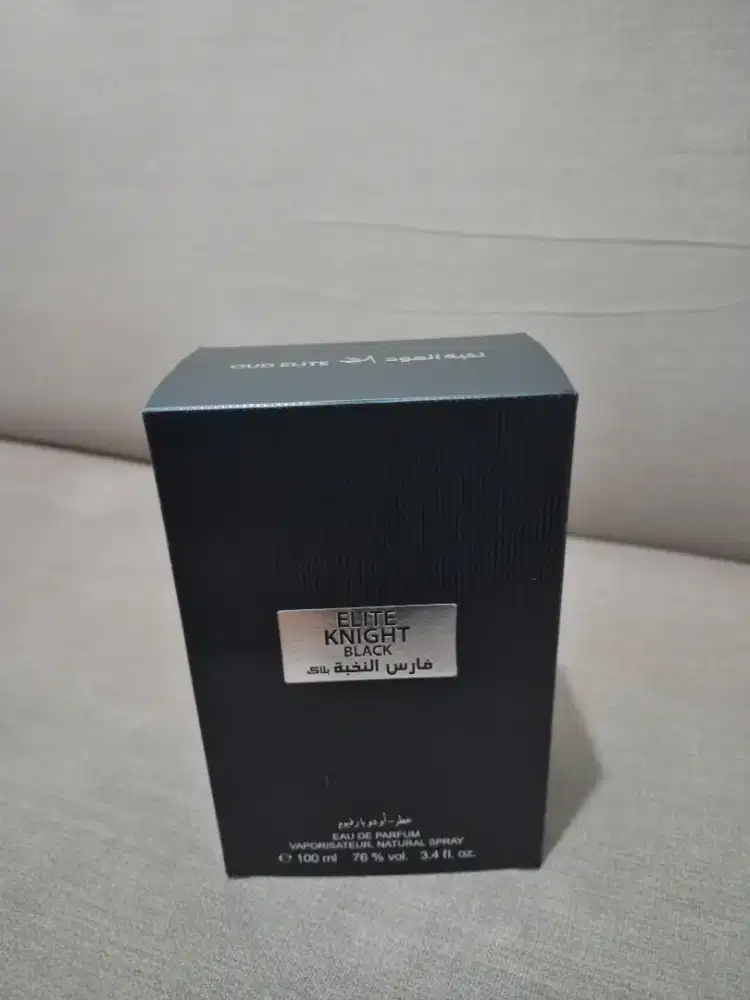 OUD ELITE نخبة العود
ELITE
KNIGHT
BLACK
فارس النخبة بلاك
عطر - أودو بارفيوم
EAU DE PARFUM
VAPORISATEUR. NATURAL SPRAY
℮ 100 ml 76 % vol. 3.4 fl. oz.